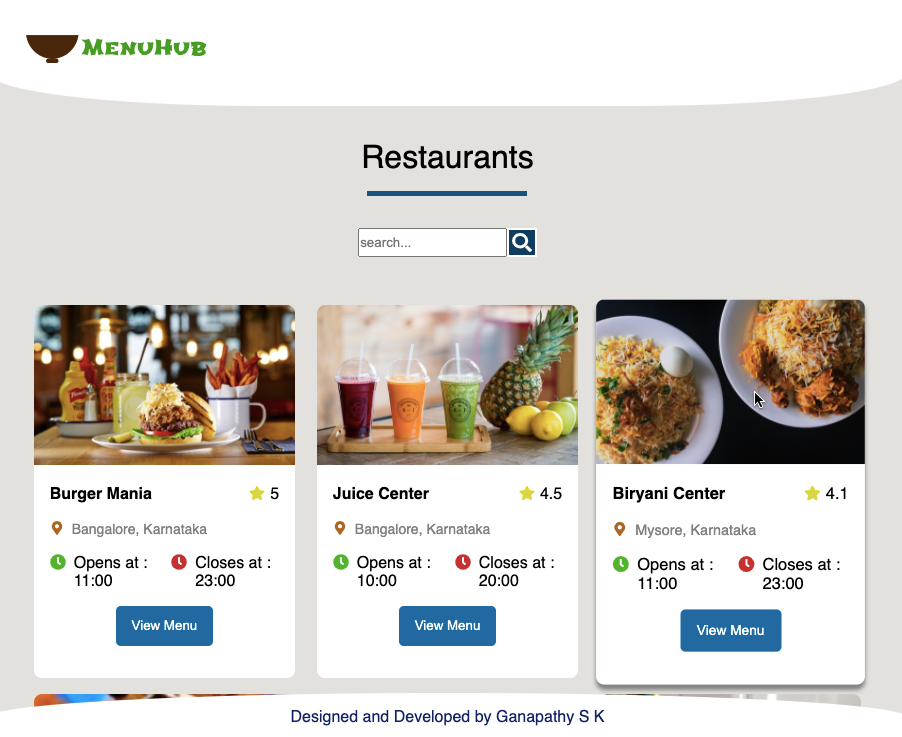 MenuHub
Restaurants
search...
Burger Mania
5
Bangalore, Karnataka
Opens at :
11:00
Closes at :
23:00
View Menu
Juice Center
4.5
Bangalore, Karnataka
Opens at :
10:00
Closes at :
20:00
View Menu
Biryani Center
4.1
Mysore, Karnataka
Opens at :
11:00
Closes at :
23:00
View Menu
Designed and Developed by Ganapathy S K